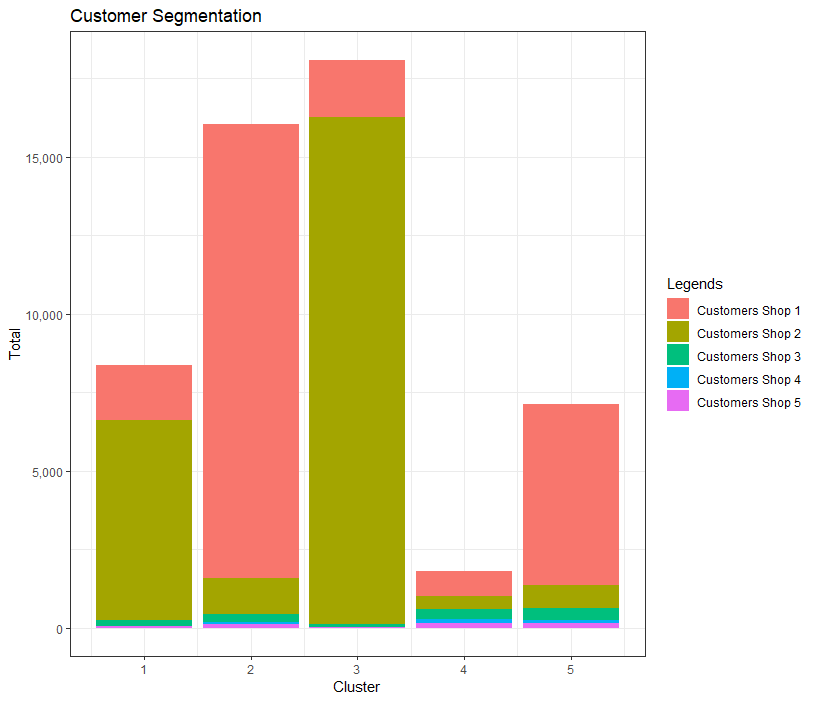 Customer Segmentation
15,000
10,000
5,000
0
Total
1 2 3 4 5
Cluster
Legends
Customers Shop 1
Customers Shop 2
Customers Shop 3
Customers Shop 4
Customers Shop 5